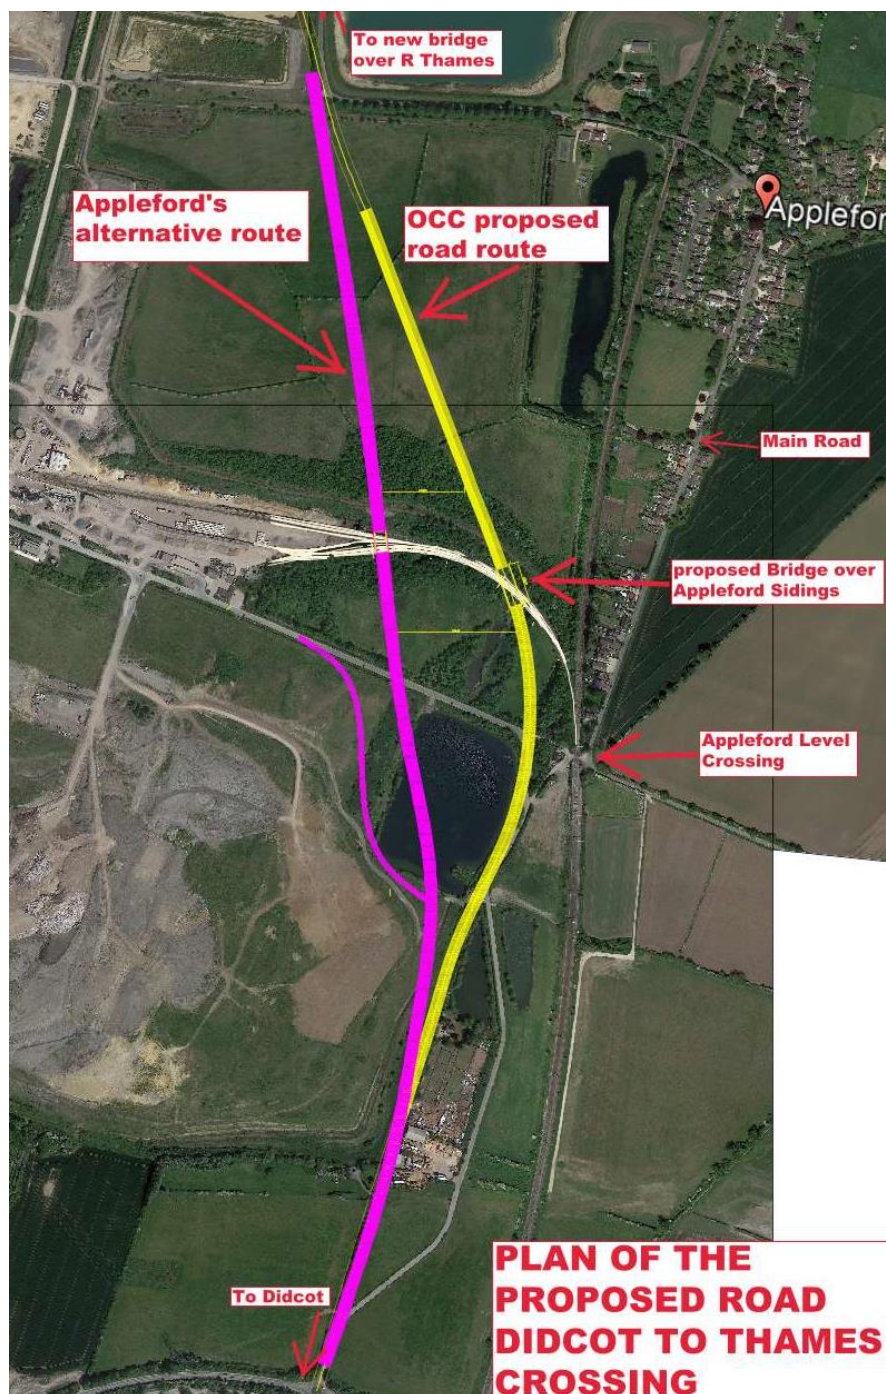 To new bridge
over R Thames
Appleford's
alternative route
OCC proposed
road route
Applefor
Main Road
proposed Bridge over
Appleford Sidings
Appleford Level
Crossing
To Didcot
PLAN OF THE
PROPOSED ROAD
DIDCOT TO THAMES
CROSSING